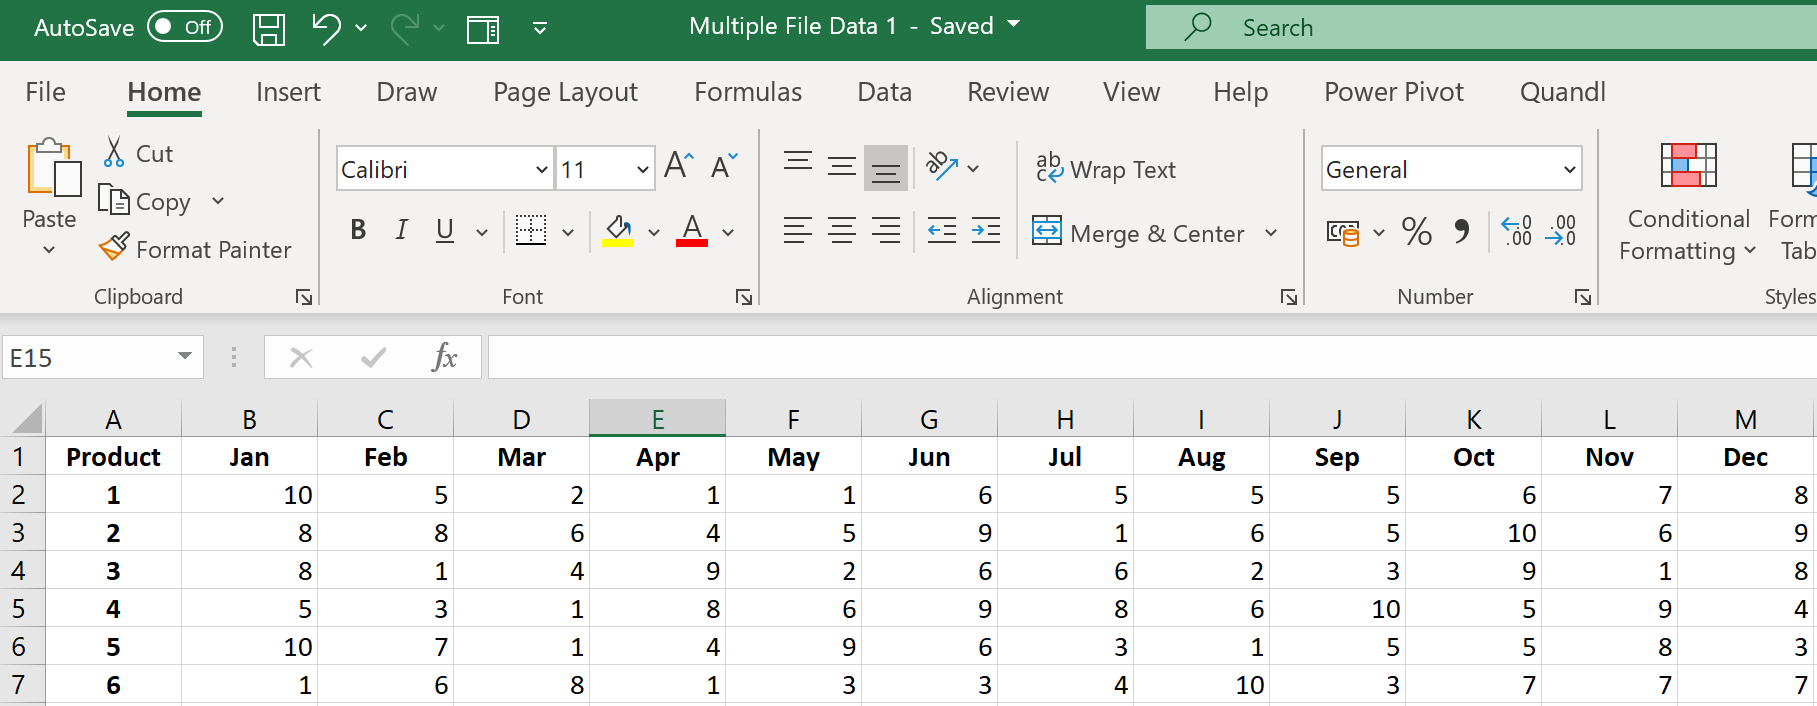 AutoSave Off Multiple File Data 1 - Saved Search
File Home Insert Draw Page Layout Formulas Data Review View Help Power Pivot Quandl
Paste
Cut
Copy
Format Painter
Clipboard
Calibri 11
A A
B I U A
Font
ab Wrap Text
Merge & Center
Alignment
General
% , .00 .00
Number
Conditional
Formatting
Form
Tab
Styles
E15 fx
A B C D E F G H I J K L M
1 Product Jan Feb Mar Apr May Jun Jul Aug Sep Oct Nov Dec
2 1 10 5 2 1 1 6 5 5 5 6 7 8
3 2 8 8 6 4 5 9 1 6 5 10 6 9
4 3 8 1 4 9 2 6 6 2 3 9 1 8
5 4 5 3 1 8 6 9 8 6 10 5 9 4
6 5 10 7 1 4 9 6 3 1 5 5 8 3
7 6 1 6 8 1 3 3 4 10 3 7 7 7